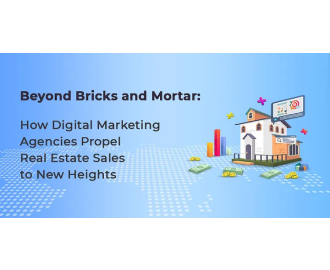 Beyond Bricks and Mortar:
How Digital Marketing
Agencies Propel
Real Estate Sales
to New Heights